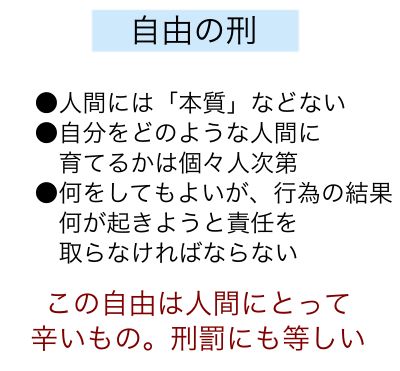 自由の刑
●人間には「本質」などない
●自分をどのような人間に
育てるかは個々人次第
●何をしてもよいが、行為の結果
何が起きようと責任を
取らなければならない
この自由は人間にとって
辛いもの。刑罰にも等しい